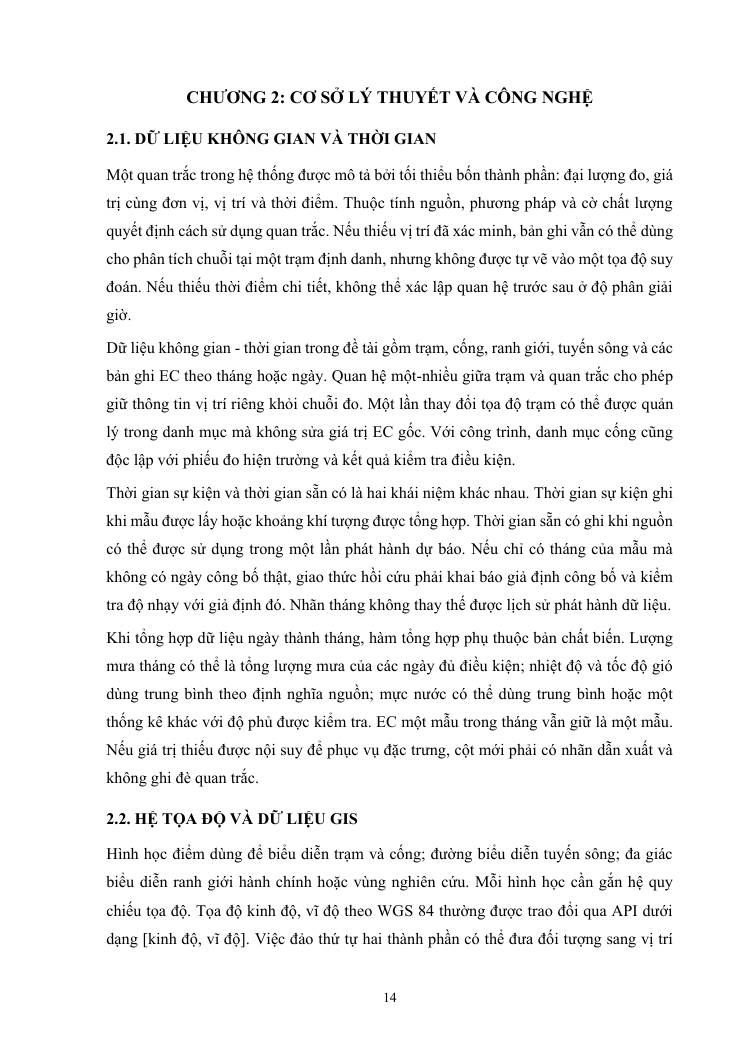 CHƯƠNG 2: CƠ SỞ LÝ THUYẾT VÀ CÔNG NGHỆ
2.1. DỮ LIỆU KHÔNG GIAN VÀ THỜI GIAN
Một quan trắc trong hệ thống được mô tả bởi tối thiểu bốn thành phần: đại lượng đo, giá
trị cùng đơn vị, vị trí và thời điểm. Thuộc tính nguồn, phương pháp và cờ chất lượng
quyết định cách sử dụng quan trắc. Nếu thiếu vị trí đã xác minh, bản ghi vẫn có thể dùng
cho phân tích chuỗi tại một trạm định danh, nhưng không được tự vẽ vào một tọa độ suy
đoán. Nếu thiếu thời điểm chi tiết, không thể xác lập quan hệ trước sau ở độ phân giải
giờ.
Dữ liệu không gian - thời gian trong đề tài gồm trạm, cống, ranh giới, tuyến sông và các
bản ghi EC theo tháng hoặc ngày. Quan hệ một-nhiều giữa trạm và quan trắc cho phép
giữ thông tin vị trí riêng khỏi chuỗi đo. Một lần thay đổi tọa độ trạm có thể được quản
lý trong danh mục mà không sửa giá trị EC gốc. Với công trình, danh mục cống cũng
độc lập với phiếu đo hiện trường và kết quả kiểm tra điều kiện.
Thời gian sự kiện và thời gian sẵn có là hai khái niệm khác nhau. Thời gian sự kiện ghi
khi mẫu được lấy hoặc khoảng khí tượng được tổng hợp. Thời gian sẵn có ghi khi nguồn
có thể được sử dụng trong một lần phát hành dự báo. Nếu chỉ có tháng của mẫu mà
không có ngày công bố thật, giao thức hồi cứu phải khai báo giả định công bố và kiểm
tra độ nhạy với giả định đó. Nhãn tháng không thay thế được lịch sử phát hành dữ liệu.
Khi tổng hợp dữ liệu ngày thành tháng, hàm tổng hợp phụ thuộc bản chất biến. Lượng
mưa tháng có thể là tổng lượng mưa của các ngày đủ điều kiện; nhiệt độ và tốc độ gió
dùng trung bình theo định nghĩa nguồn; mực nước có thể dùng trung bình hoặc một
thống kê khác với độ phủ được kiểm tra. EC một mẫu trong tháng vẫn giữ là một mẫu.
Nếu giá trị thiếu được nội suy để phục vụ đặc trưng, cột mới phải có nhãn dẫn xuất và
không ghi đè quan trắc.
2.2. HỆ TỌA ĐỘ VÀ DỮ LIỆU GIS
Hình học điểm dùng để biểu diễn trạm và cống; đường biểu diễn tuyến sông; đa giác
biểu diễn ranh giới hành chính hoặc vùng nghiên cứu. Mỗi hình học cần gắn hệ quy
chiếu tọa độ. Tọa độ kinh độ, vĩ độ theo WGS 84 thường được trao đổi qua API dưới
dạng [kinh độ, vĩ độ]. Việc đảo thứ tự hai thành phần có thể đưa đối tượng sang vị trí
14